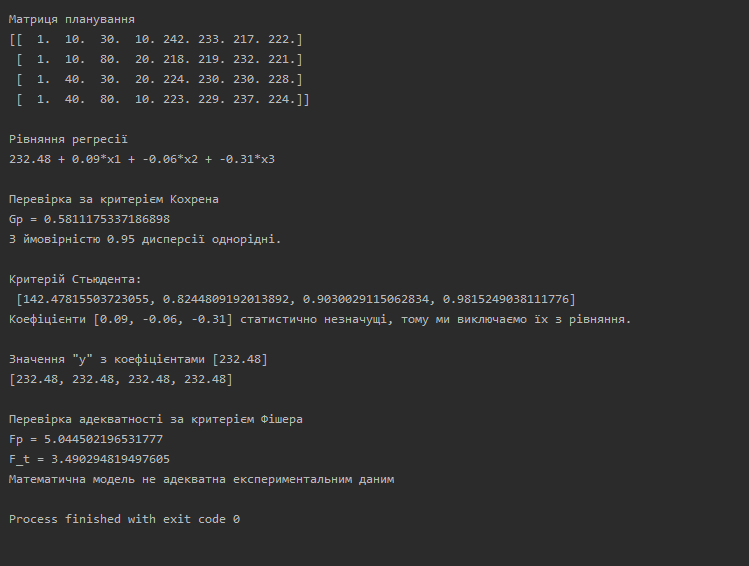 Матриця планування
[[  1.  10.  30.  10. 242. 233. 217. 222.]
 [  1.  10.  80.  20. 218. 219. 232. 221.]
 [  1.  40.  30.  20. 224. 230. 230. 228.]
 [  1.  40.  80.  10. 223. 229. 237. 224.]]
Рівняння регресії
232.48 + 0.09*x1 + -0.06*x2 + -0.31*x3
Перевірка за критерієм Кохрена
Gp = 0.5811175337186898
З ймовірністю 0.95 дисперсії однорідні.
Критерій Стьюдента:
 [142.47815503723055, 0.8244809192013892, 0.9030029115062834, 0.9815249038111776]
Коефіцієнти [0.09, -0.06, -0.31] статистично незначущі, тому ми виключаємо їх з рівняння.
Значення "y" з коефіцієнтами [232.48]
[232.48, 232.48, 232.48, 232.48]
Перевірка адекватності за критерієм Фішера
Fp = 5.044502196531777
F_t = 3.490294819497605
Математична модель не адекватна експериментальним даним
Process finished with exit code 0